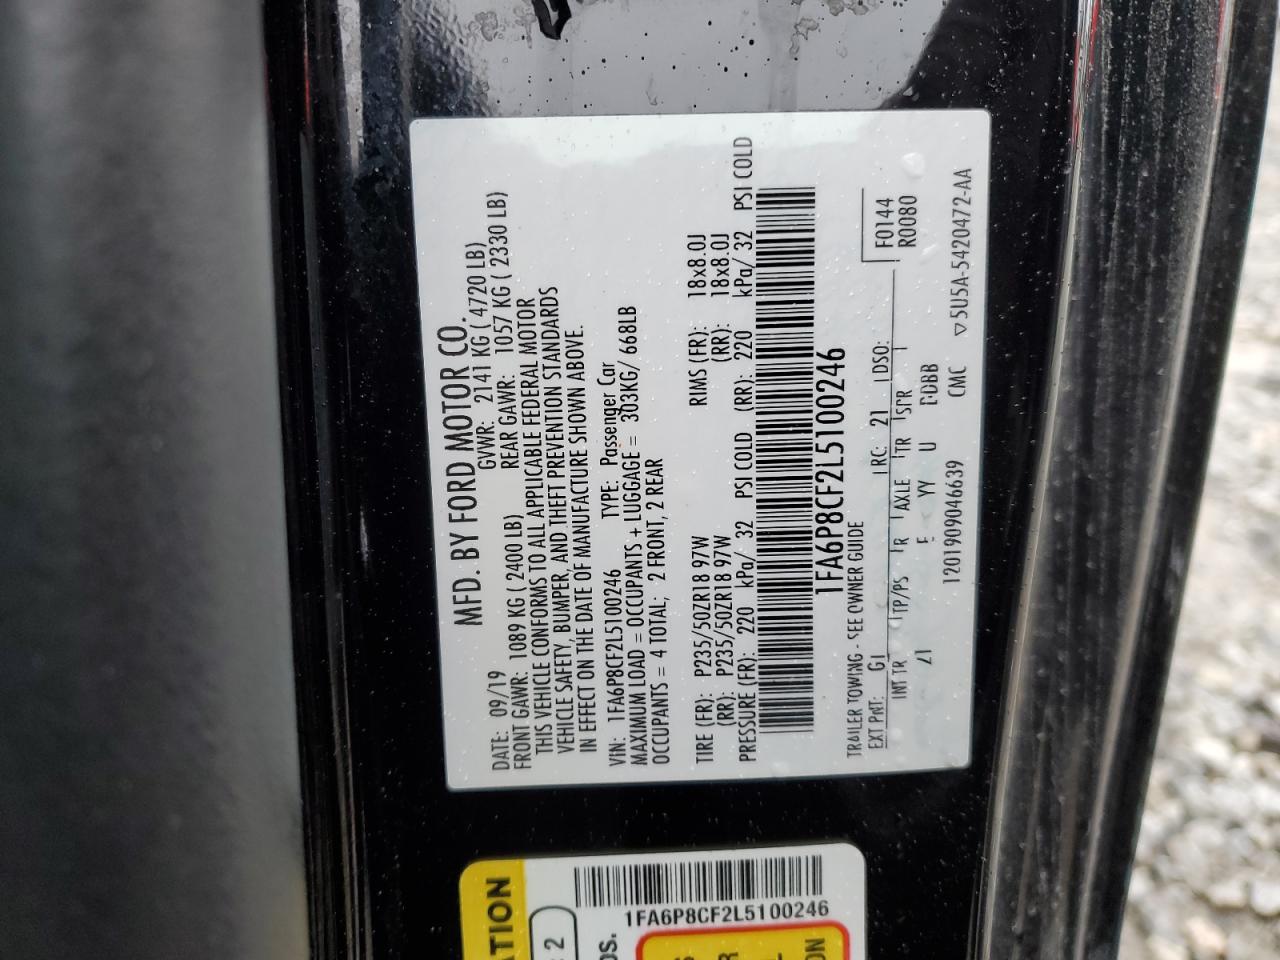 MFD. BY FORD MOTOR CO.
DATE: 09/19 GVWR: 2141 KG ( 4720 LB)
FRONT GAWR: 1089 KG ( 2400 LB) REAR GAWR: 1057 KG ( 2330 LB)
THIS VEHICLE CONFORMS TO ALL APPLICABLE FEDERAL MOTOR
VEHICLE SAFETY, BUMPER, AND THEFT PREVENTION STANDARDS
IN EFFECT ON THE DATE OF MANUFACTURE SHOWN ABOVE.
VIN: 1FA6P8CF2L5100246 TYPE: Passenger Car
MAXIMUM LOAD = OCCUPANTS + LUGGAGE = 303KG/ 668LB
OCCUPANTS = 4 TOTAL; 2 FRONT, 2 REAR
TIRE (FR): P235/50ZR18 97W RIMS (FR): 18x8.0J
(RR): P235/50ZR18 97W (RR): 18x8.0J
PRESSURE (FR): 220 kPa/ 32 PSI COLD (RR): 220 kPa/ 32 PSI COLD
1FA6P8CF2L5100246
TRAILER TOWING - SEE OWNER GUIDE
F0144
R0080
EXT PNT: G1 RC: 21 DSO:
INT TR TP/PS R AXLE TR SPR
YY U
1201909046639 CMC ▽5U5A-5420472-AA
1FA6P8CF2L5100246
2